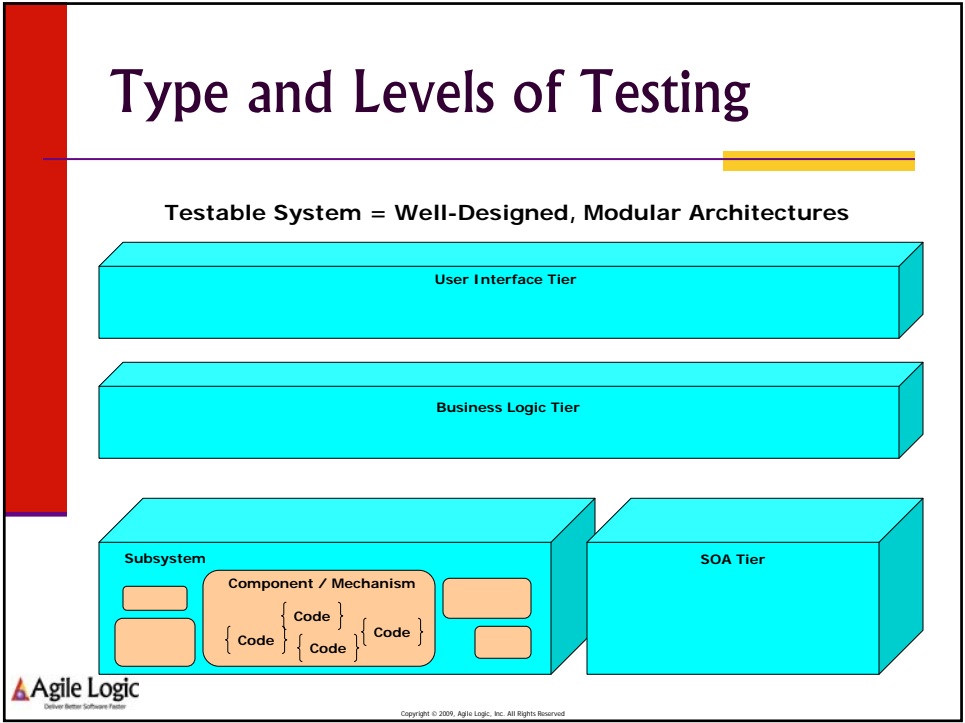 Type and Levels of Testing
Testable System = Well-Designed, Modular Architectures
User Interface Tier
Business Logic Tier
Subsystem
Component / Mechanism
{ Code }
{ Code }
{ Code }
{ Code }
SOA Tier
Agile Logic
Deliver Better Software Faster
Copyright © 2009, Agile Logic, Inc. All Rights Reserved